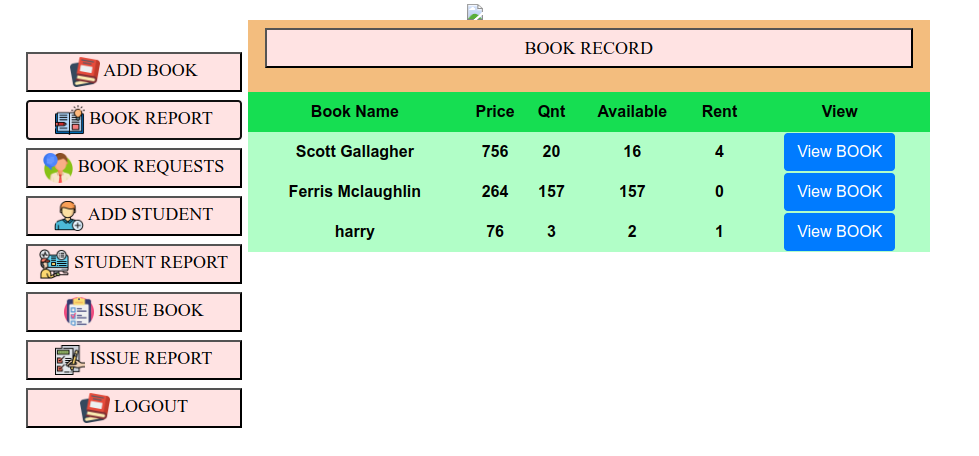 ADD BOOK
BOOK REPORT
BOOK REQUESTS
ADD STUDENT
STUDENT REPORT
ISSUE BOOK
ISSUE REPORT
LOGOUT
BOOK RECORD
Book Name Price Qnt Available Rent View
Scott Gallagher 756 20 16 4 View BOOK
Ferris Mclaughlin 264 157 157 0 View BOOK
harry 76 3 2 1 View BOOK